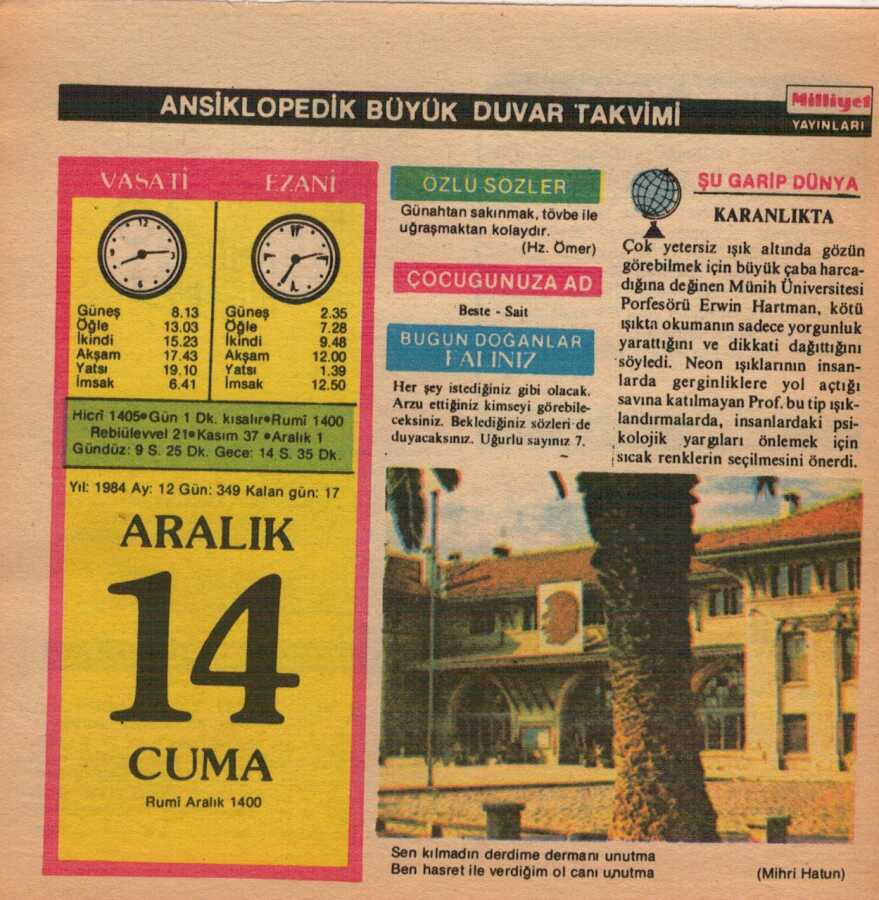 ANSİKLOPEDİK BÜYÜK DUVAR TAKVİMİ
Milliyet
YAYINLARI
VASATİ EZANİ
Güneş 8.13
Öğle 13.03
İkindi 15.23
Akşam 17.43
Yatsı 19.10
İmsak 6.41
Güneş 2.35
Öğle 7.28
İkindi 9.48
Akşam 12.00
Yatsı 1.39
İmsak 12.50
Hicrî 1405•Gün 1 Dk. kısalır•Rumî 1400
Rebiülevvel 21•Kasım 37 •Aralık 1
Gündüz: 9 S. 25 Dk. Gece: 14 S. 35 Dk.
Yıl: 1984 Ay: 12 Gün: 349 Kalan gün: 17
ARALIK
14
CUMA
Rumî Aralık 1400
ÖZLÜ SÖZLER
Günahtan sakınmak, tövbe ile
uğraşmaktan kolaydır.
(Hz. Ömer)
ÇOCUĞUNUZA AD
Beste - Sait
BUGÜN DOĞANLAR
FALINIZ
Her şey istediğiniz gibi olacak.
Arzu ettiğiniz kimseyi görebile-
ceksiniz. Beklediğiniz sözleri de
duyacaksınız. Uğurlu sayınız 7.
ŞU GARİP DÜNYA
KARANLIKTA
Çok yetersiz ışık altında gözün
görebilmek için büyük çaba harca-
dığına değinen Münih Üniversitesi
Porfesörü Erwin Hartman, kötü
ışıkta okumanın sadece yorgunluk
yarattığını ve dikkati dağıttığını
söyledi. Neon ışıklarının insan-
larda gerginliklere yol açtığı
savına katılmayan Prof. bu tip ışık-
landırmalarda, insanlardaki psi-
kolojik yargıları önlemek için
sıcak renklerin seçilmesini önerdi.
Sen kılmadın derdime dermanı unutma
Ben hasret ile verdiğim ol canı unutma
(Mihri Hatun)